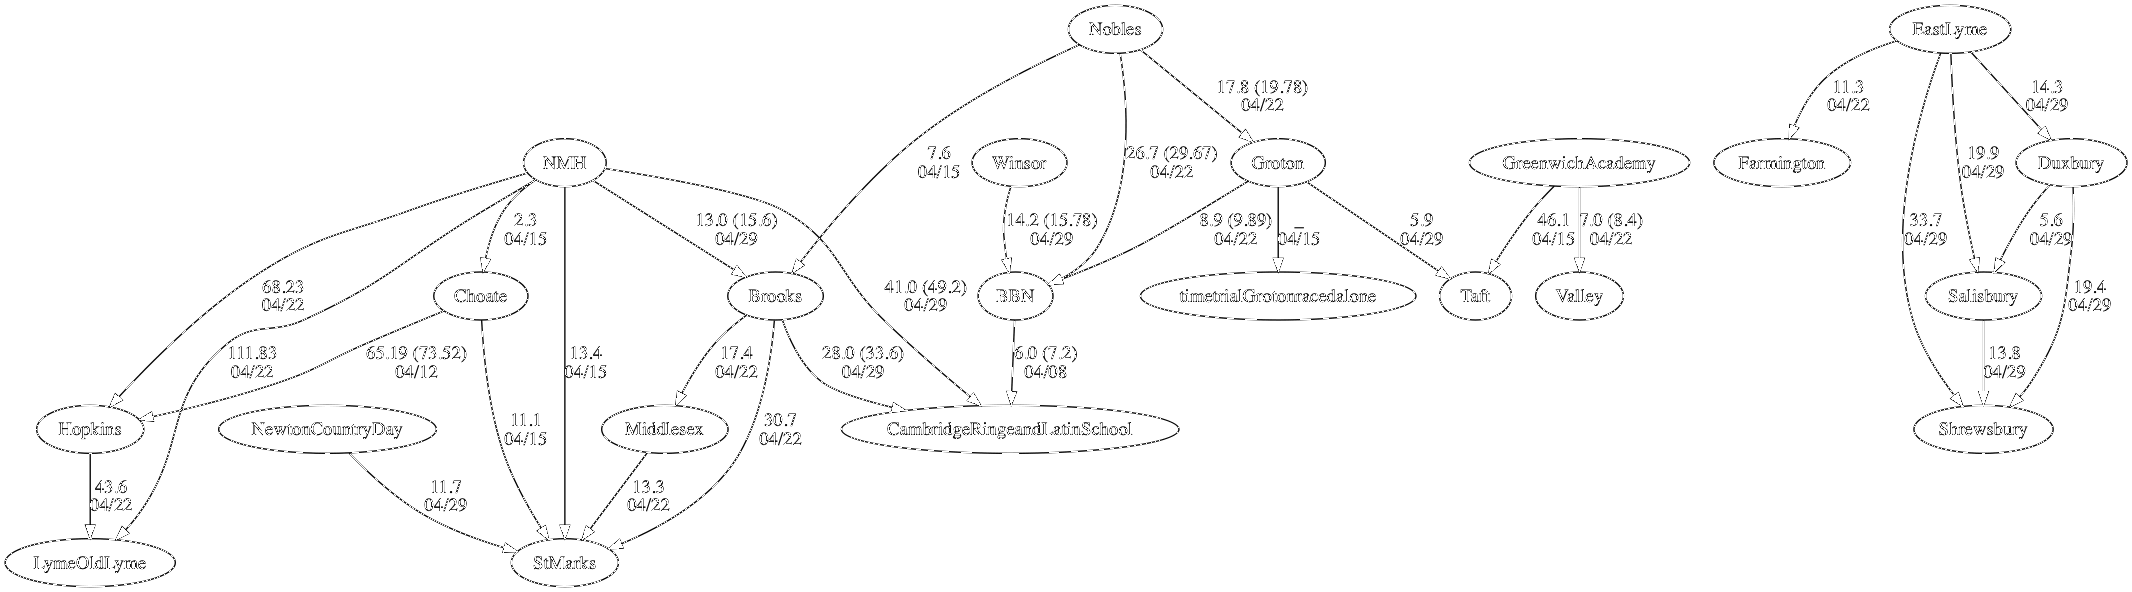 Nobles
EastLyme
17.8 (19.78)
04/22
11.3
04/22
14.3
04/29
NMH
7.6
04/15
Winsor
26.7 (29.67)
04/22
Groton
GreenwichAcademy
Farmington
19.9
04/29
Duxbury
2.3
04/15
13.0 (15.6)
04/29
14.2 (15.78)
04/29
8.9 (9.89)
04/22
_
04/15
5.9
04/29
46.1
04/15
7.0 (8.4)
04/22
33.7
04/29
5.6
04/29
68.23
04/22
Choate
Brooks
41.0 (49.2)
04/29
BBN
timetrialGrotonracedalone
Taft
Valley
Salisbury
19.4
04/29
111.83
04/22
65.19 (73.52)
04/12
13.4
04/15
17.4
04/22
28.0 (33.6)
04/29
6.0 (7.2)
04/08
13.8
04/29
Hopkins
NewtonCountryDay
11.1
04/15
Middlesex
30.7
04/22
CambridgeRingeandLatinSchool
Shrewsbury
43.6
04/22
11.7
04/29
13.3
04/22
LymeOldLyme
StMarks